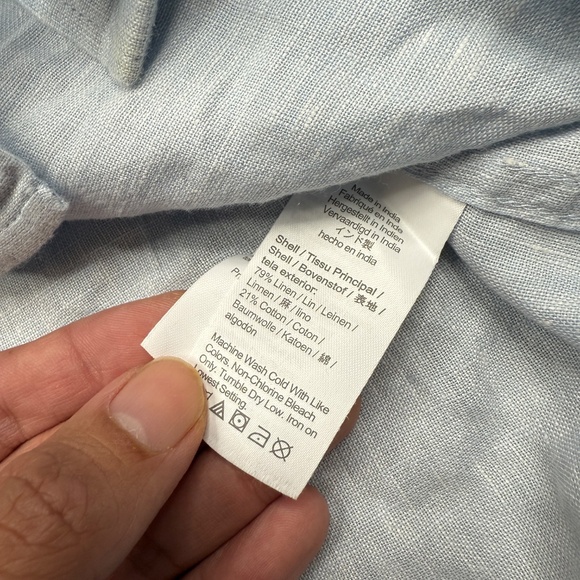 Made in India
Fabriqué en Inde
Hergestellt in Indien
Vervaardigd in India
インド製
hecho en india
Shell / Tissu Principal /
Shell / Bovenstof / 表地 /
tela exterior:
79% Linen / Lin / Leinen /
Linnen / 麻 / lino
21% Cotton / Coton /
Baumwolle / Katoen / 綿 /
algodón
Machine Wash Cold With Like
Colors. Non-Chlorine Bleach
Only. Tumble Dry Low. Iron on
Lowest Setting.